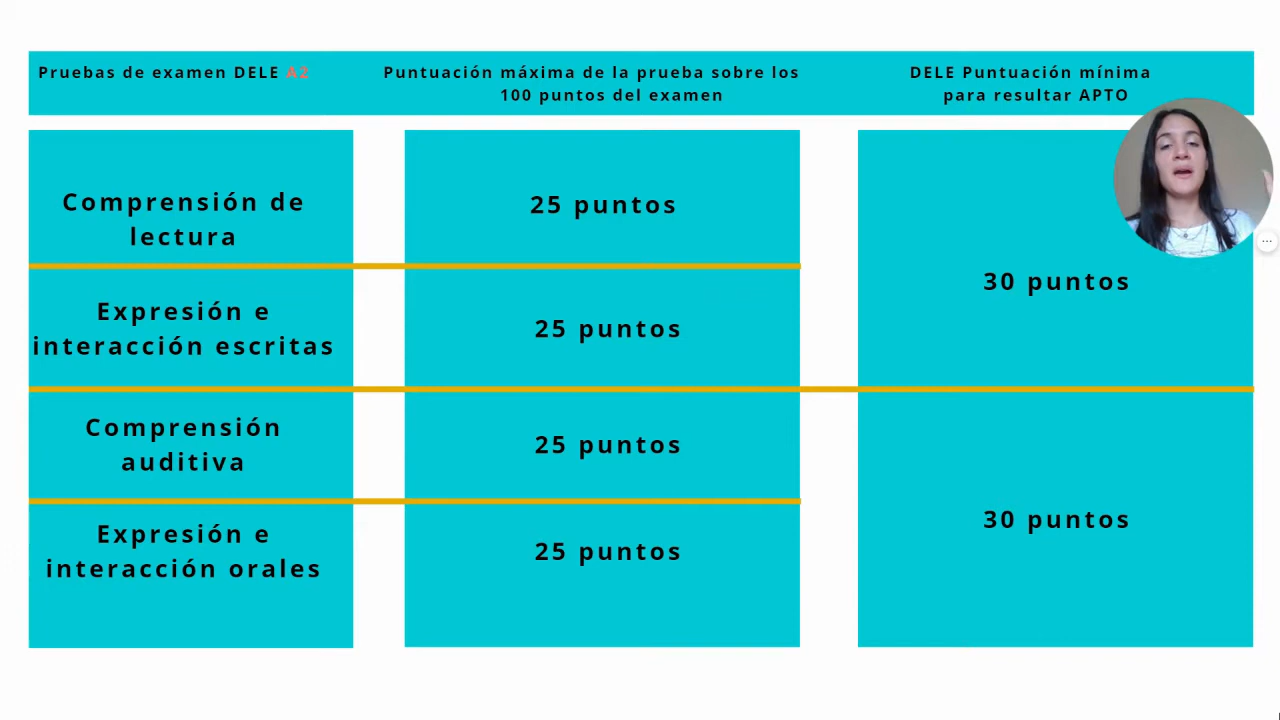 Pruebas de examen DELE A2
Puntuación máxima de la prueba sobre los
100 puntos del examen
DELE Puntuación mínima
para resultar APTO
Comprensión de
lectura
25 puntos
30 puntos
Expresión e
interacción escritas
25 puntos
Comprensión
auditiva
25 puntos
30 puntos
Expresión e
interacción orales
25 puntos